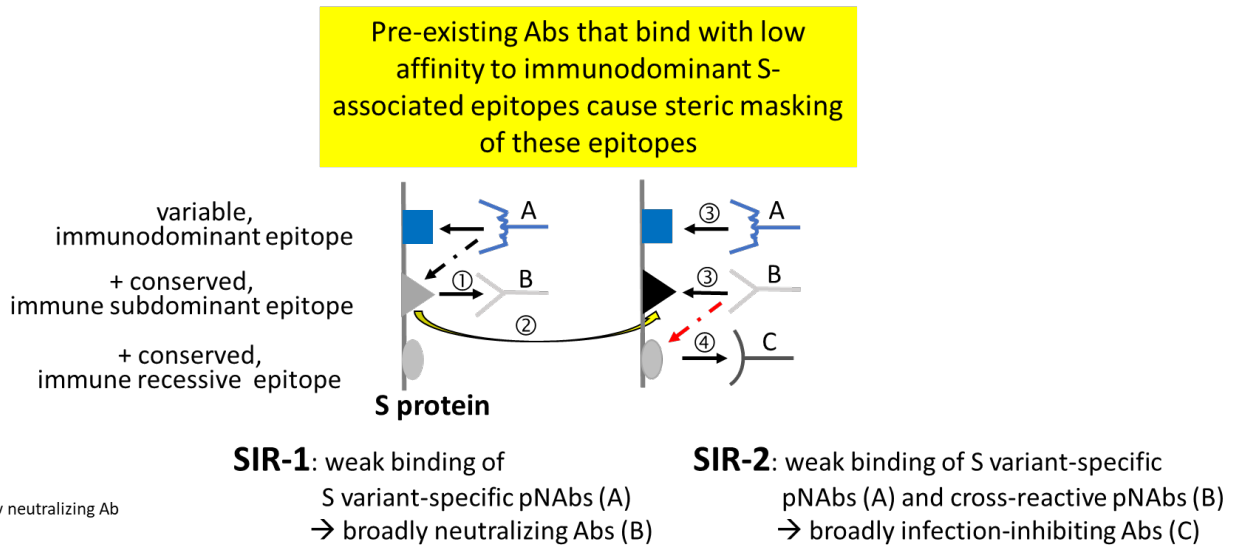 Pre-existing Abs that bind with low
affinity to immunodominant S-
associated epitopes cause steric masking
of these epitopes
variable,
immunodominant epitope
A
③
A
+ conserved,
immune subdominant epitope
①
B
③
B
②
+ conserved,
immune recessive epitope
④
C
S protein
SIR-1: weak binding of
S variant-specific pNAbs (A)
→ broadly neutralizing Abs (B)
SIR-2: weak binding of S variant-specific
pNAbs (A) and cross-reactive pNAbs (B)
→ broadly infection-inhibiting Abs (C)
neutralizing Ab